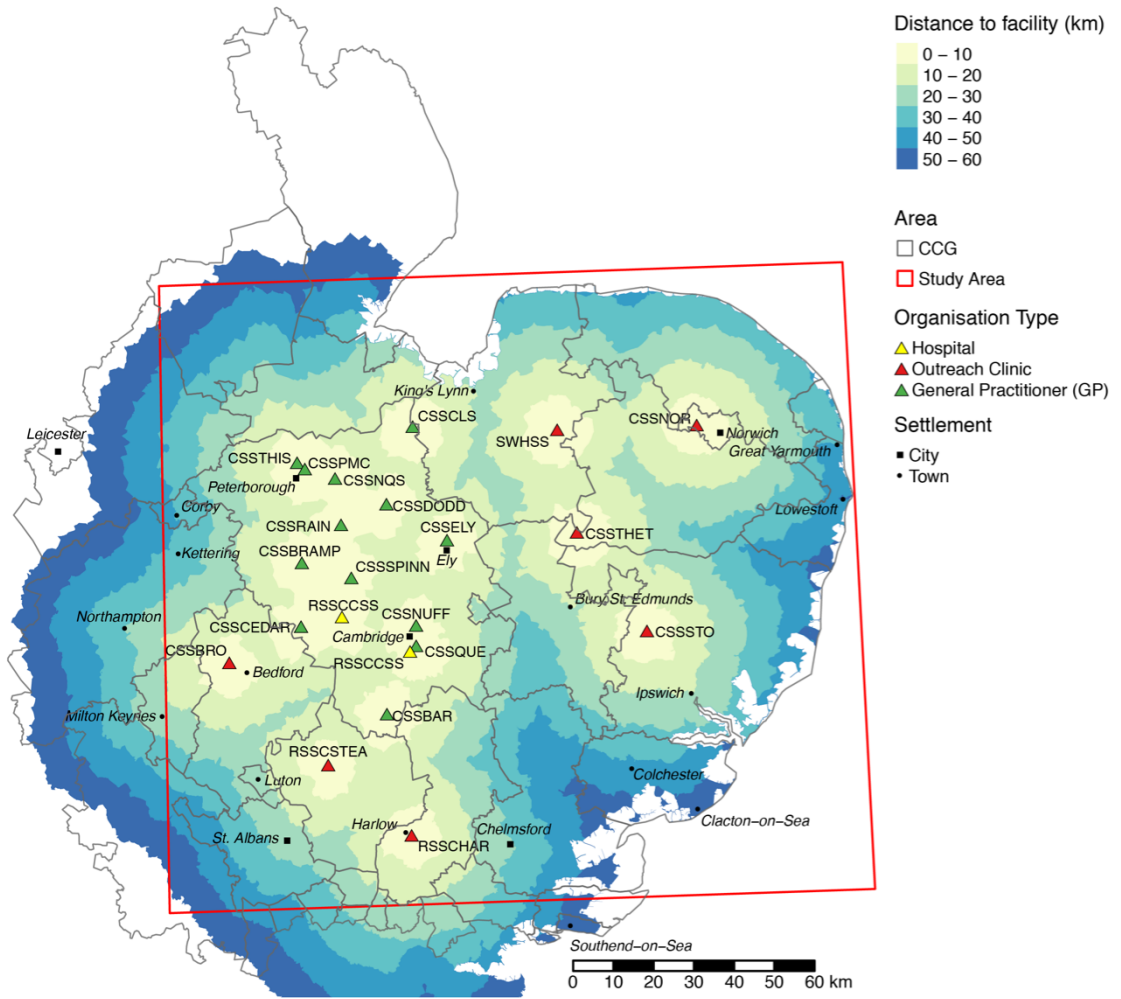 Distance to facility (km)
0 – 10
10 – 20
20 – 30
30 – 40
40 – 50
50 – 60
Area
CCG
Study Area
Organisation Type
Hospital
Outreach Clinic
General Practitioner (GP)
Settlement
City
Town
King's Lynn
CSSCLS
Leicester
SWHSS
CSSNOR
Norwich
Great Yarmouth
CSSTHIS
CSSPMC
Peterborough
CSSNQS
Corby
CSSDODD
Lowestoft
CSSRAIN
CSSELY
CSSTHET
Kettering
CSSBRAMP
Ely
CSSSPINN
Northampton
RSSCCSS
CSSNUFF
Bury St. Edmunds
CSSCEDAR
Cambridge
CSSSTO
CSSBRO
RSSCCSS
CSSQUE
Bedford
Ipswich
Milton Keynes
CSSBAR
RSSCSTEA
Luton
Colchester
Harlow
Chelmsford
Clacton–on–Sea
St. Albans
RSSCHAR
Southend–on–Sea
0 10 20 30 40 50 60 km